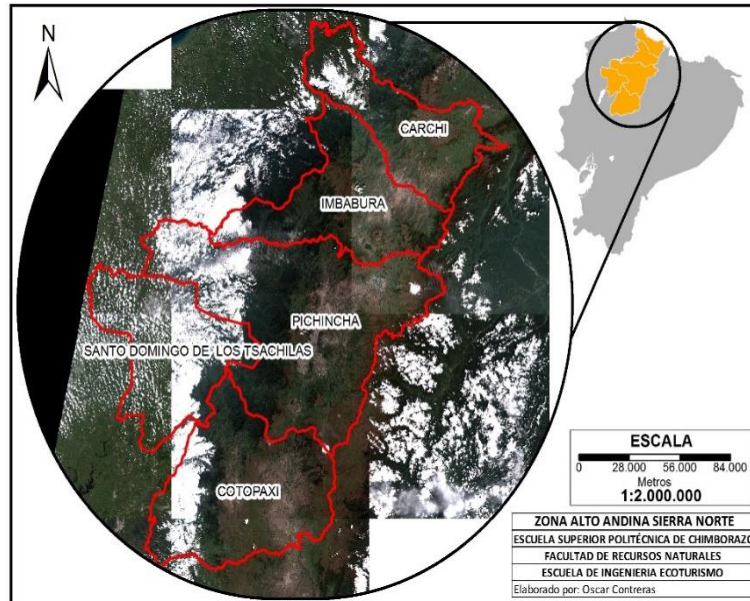 N
CARCHI
IMBABURA
PICHINCHA
SANTO DOMINGO DE LOS TSACHILAS
COTOPAXI
ESCALA
0 28.000 56.000 84.000
Metros
1:2.000.000
ZONA ALTO ANDINA SIERRA NORTE
ESCUELA SUPERIOR POLITÉCNICA DE CHIMBORAZO
FACULTAD DE RECURSOS NATURALES
ESCUELA DE INGENIERIA ECOTURISMO
Elaborado por: Oscar Contreras